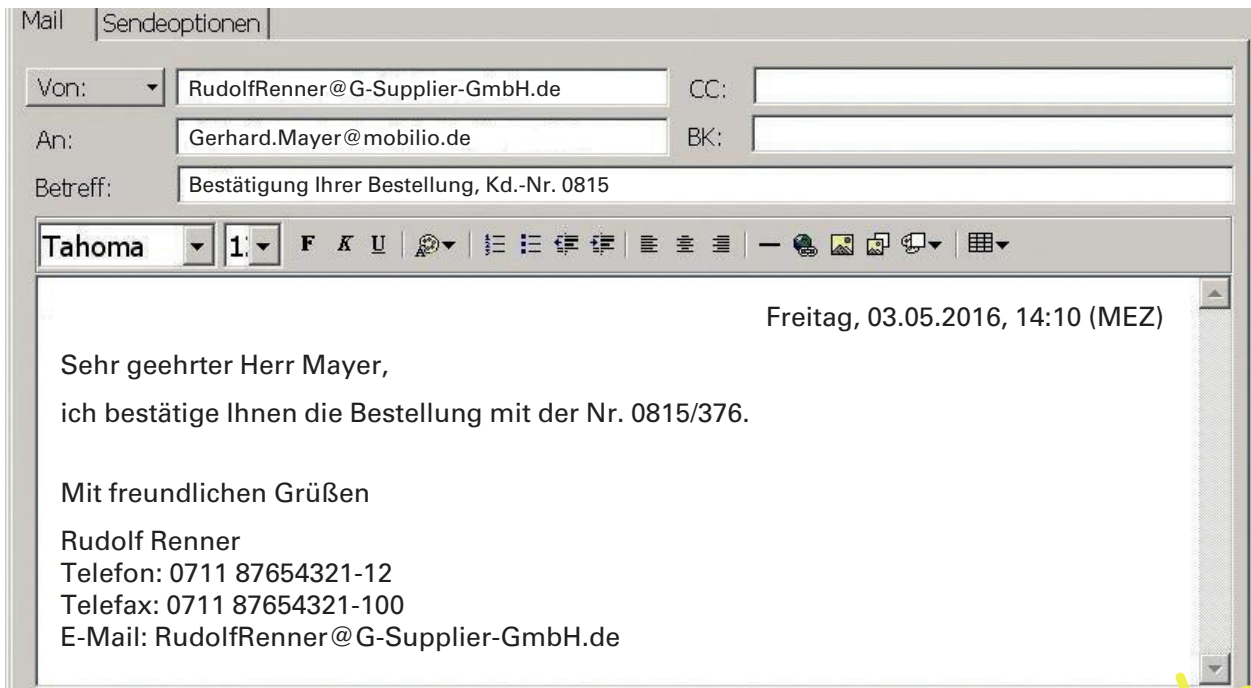 Mail Sendeoptionen
Von: RudolfRenner@G-Supplier-GmbH.de CC:
An: Gerhard.Mayer@mobilio.de BK:
Betreff: Bestätigung Ihrer Bestellung, Kd.-Nr. 0815
Tahoma F K U
Freitag, 03.05.2016, 14:10 (MEZ)
Sehr geehrter Herr Mayer,
ich bestätige Ihnen die Bestellung mit der Nr. 0815/376.
Mit freundlichen Grüßen
Rudolf Renner
Telefon: 0711 87654321-12
Telefax: 0711 87654321-100
E-Mail: RudolfRenner@G-Supplier-GmbH.de